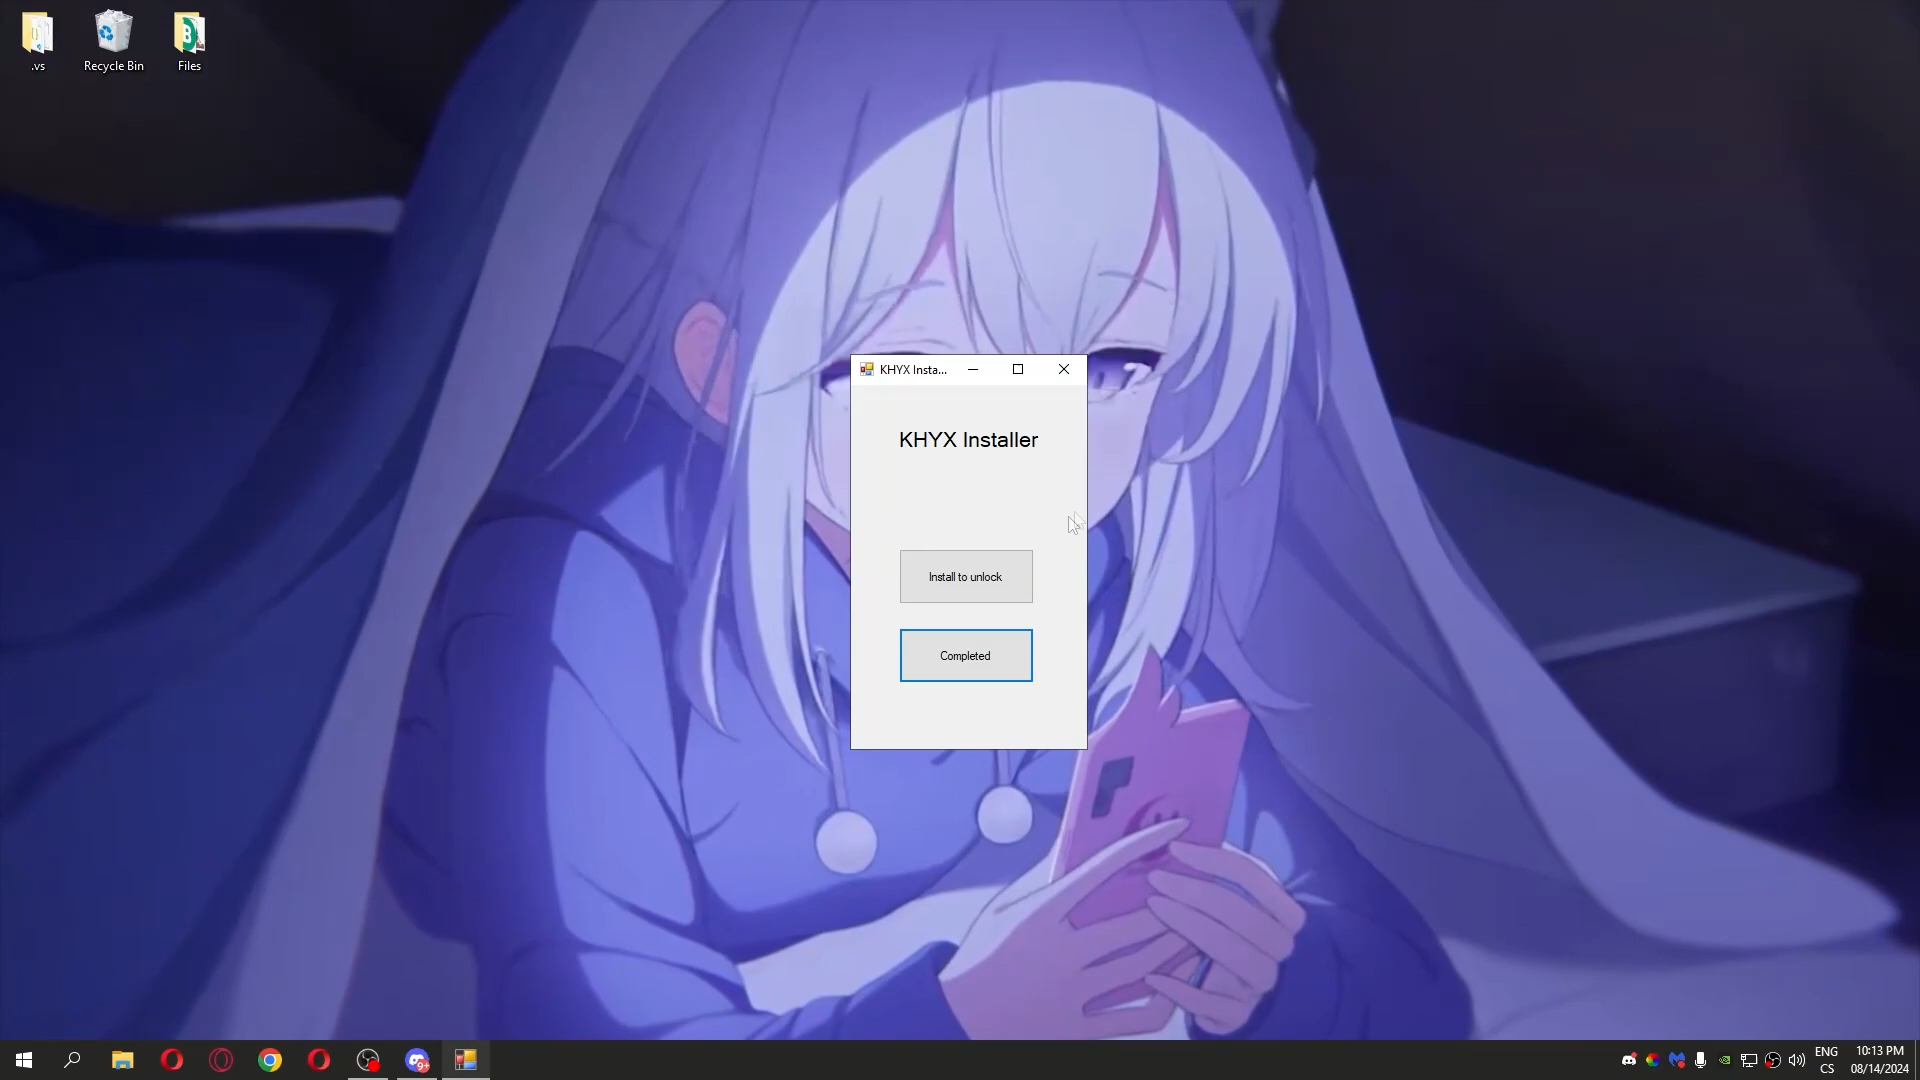 .vs
Recycle Bin
Files
KHYX Insta...
KHYX Installer
Install to unlock
Completed
9+
ENG
CS
10:13 PM
08/14/2024